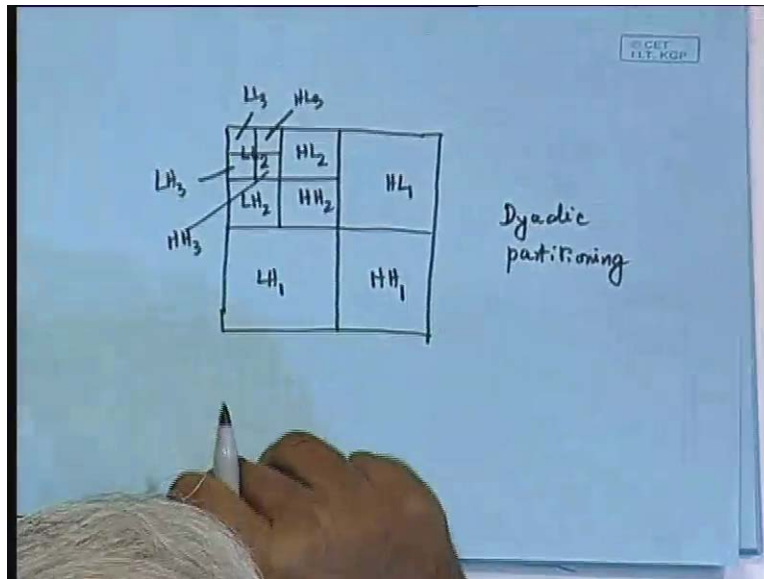 © CET
I.I.T. KGP
LL₃
HL₃
LL₂
HL₂
HL₁
LH₃
LH₂
HH₂
HH₃
LH₁
HH₁
Dyadic
partitioning